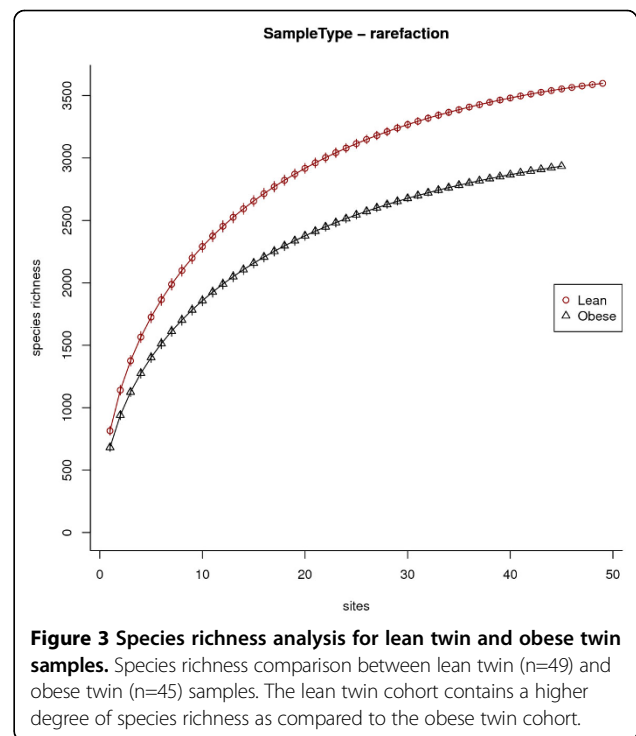 SampleType – rarefaction
species richness
3500
3000
2500
2000
1500
1000
500
0
Lean
Obese
0 10 20 30 40 50
sites
Figure 3 Species richness analysis for lean twin and obese twin
samples. Species richness comparison between lean twin (n=49) and
obese twin (n=45) samples. The lean twin cohort contains a higher
degree of species richness as compared to the obese twin cohort.